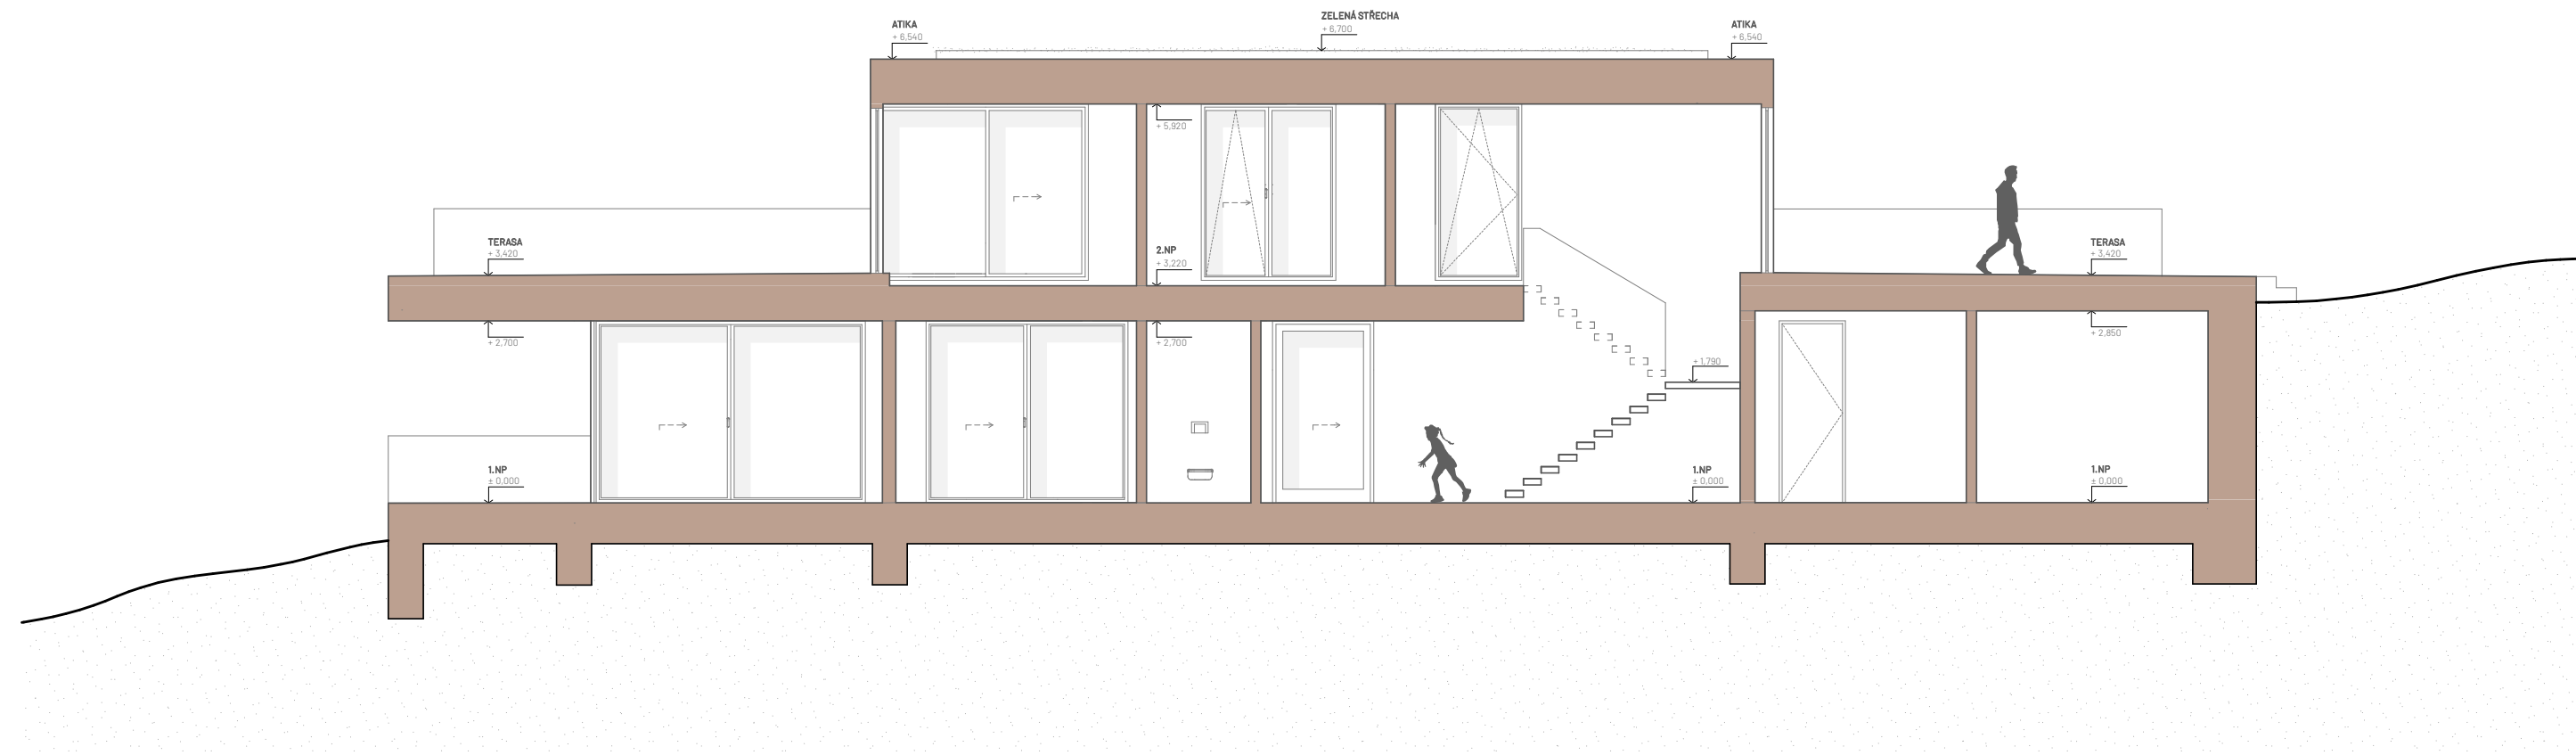 ZELENÁ STŘECHA
+ 6,700
ATIKA
+ 6,540
ATIKA
+ 6,540
+ 5,920
TERASA
+ 3,420
2.NP
+ 3,220
TERASA
+ 3,420
+ 2,700
+ 2,700
+ 2,850
+ 1,790
1.NP
± 0,000
1.NP
± 0,000
1.NP
± 0,000